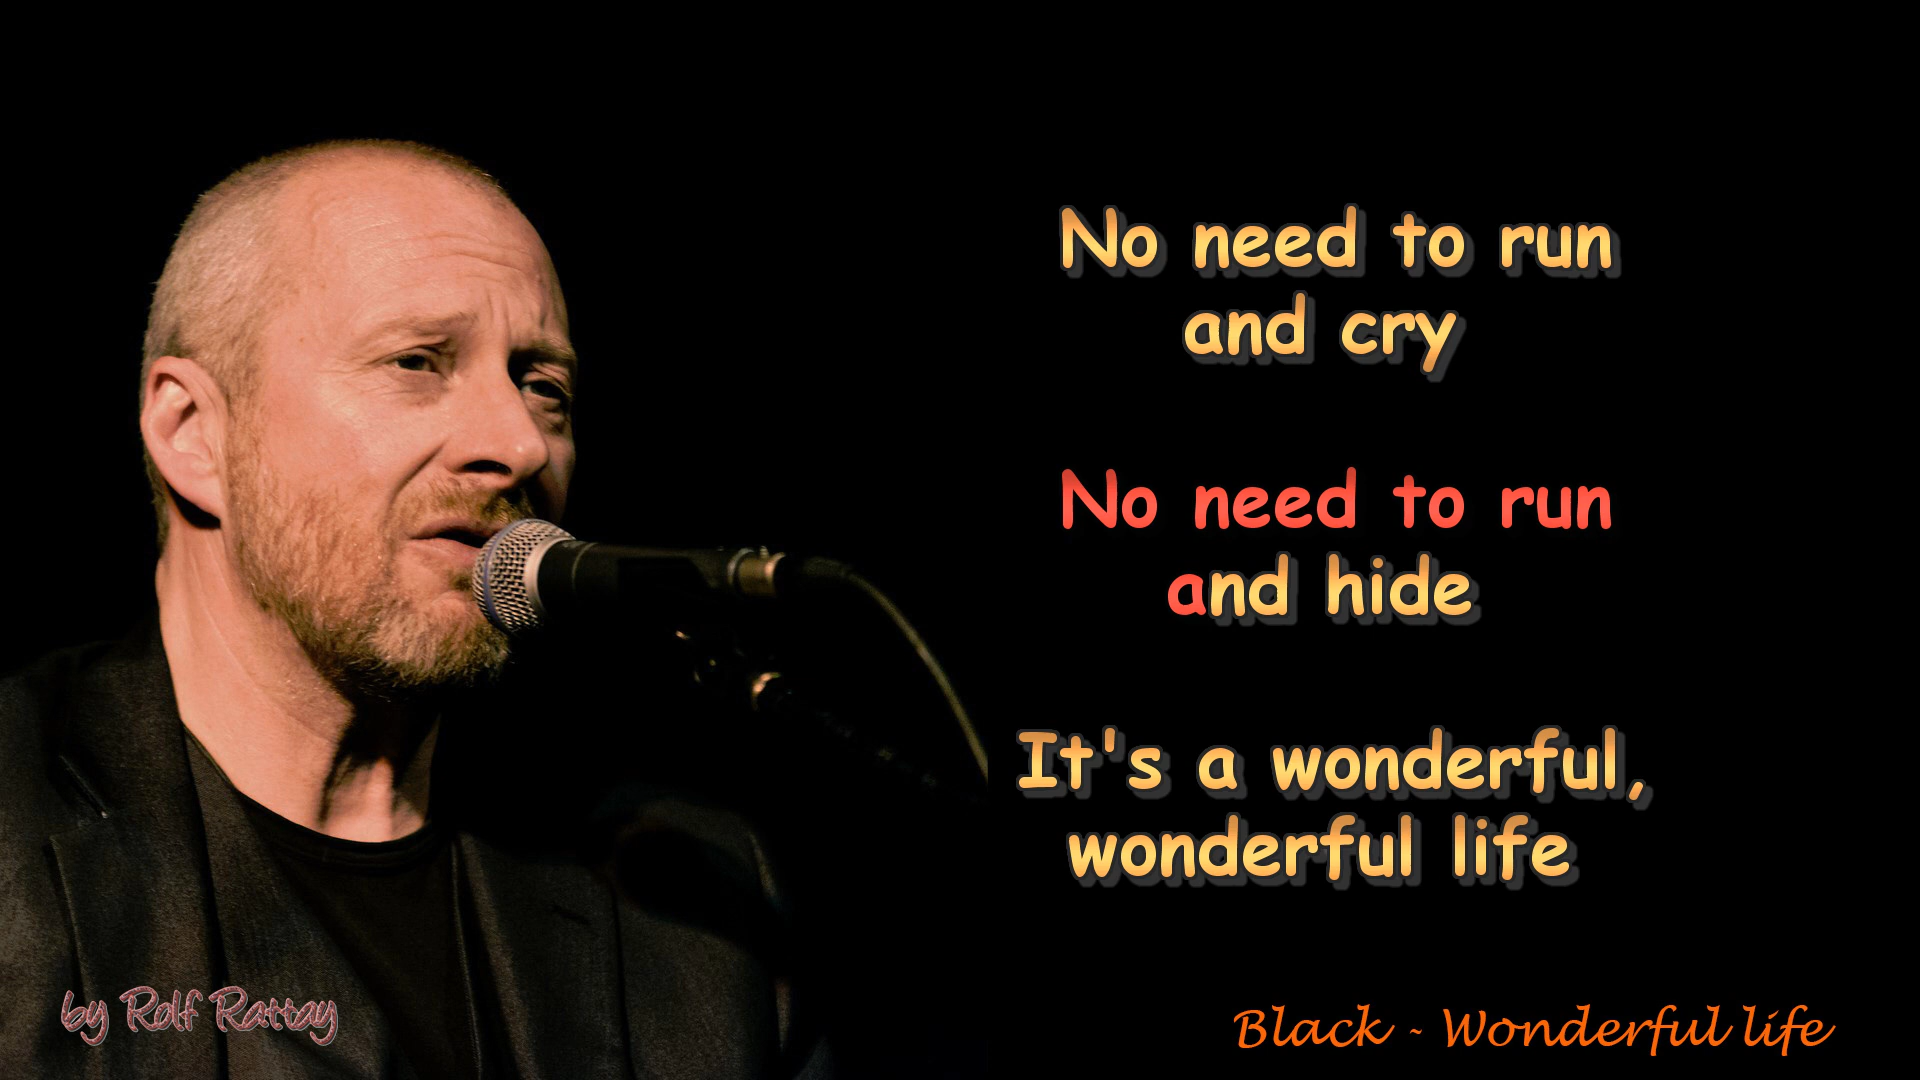 No need to run
and cry
No need to run
and hide
It's a wonderful,
wonderful life
by Rolf Rattay
Black - Wonderful life